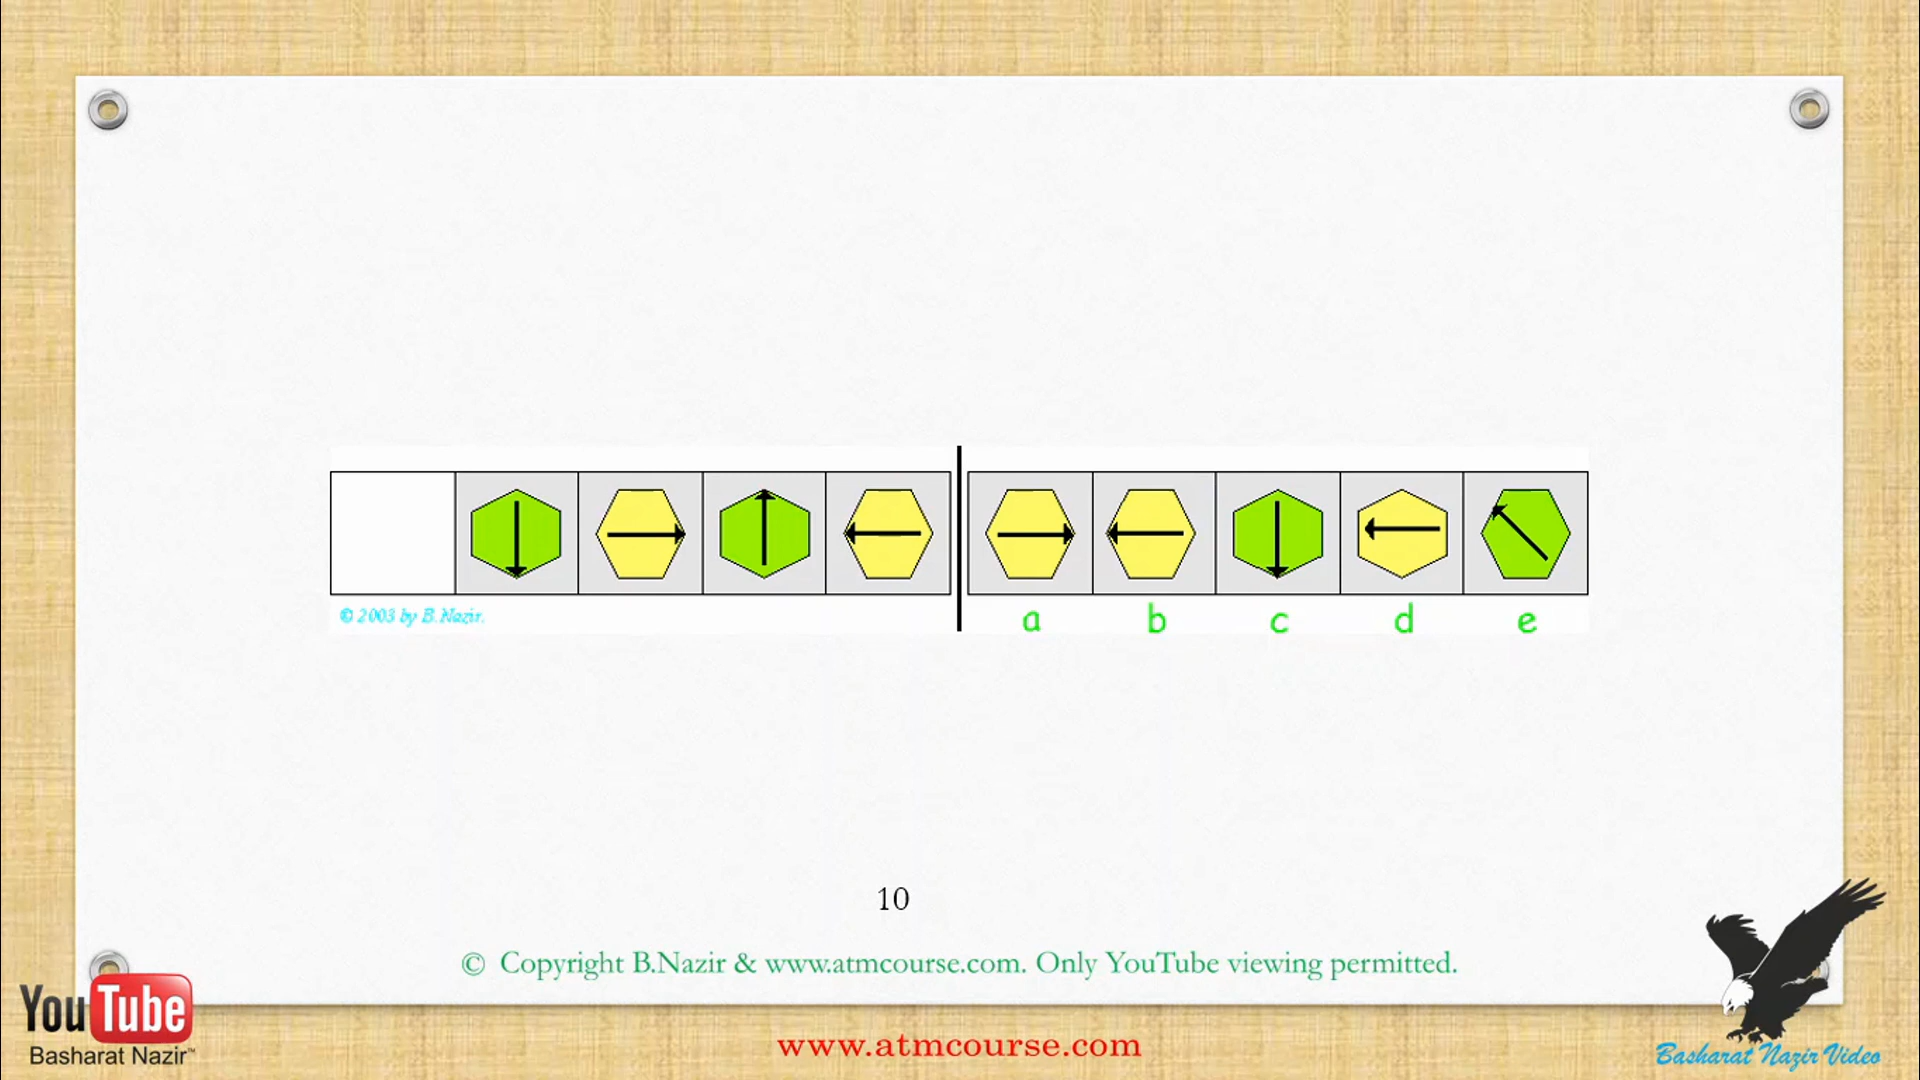 © 2003 by B.Nazir.
a b c d e
10
© Copyright B.Nazir & www.atmcourse.com. Only YouTube viewing permitted.
YouTube
Basharat Nazir™
www.atmcourse.com
Basharat Nazir Video